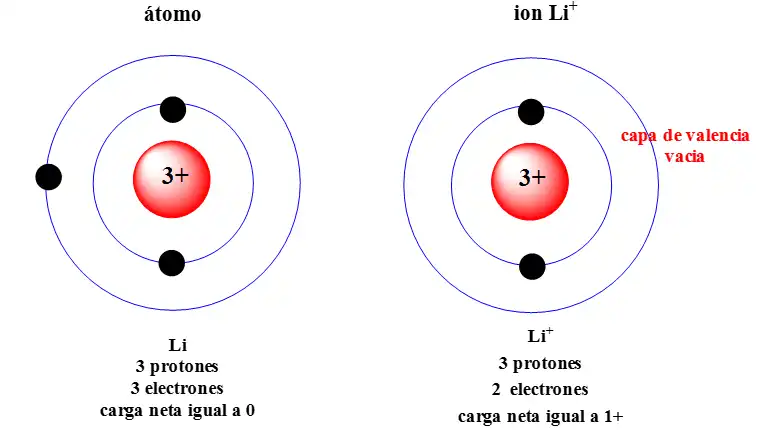 átomo
ion Li⁺
3+
3+
capa de valencia
vacia
Li
3 protones
3 electrones
carga neta igual a 0
Li⁺
3 protones
2 electrones
carga neta igual a 1+